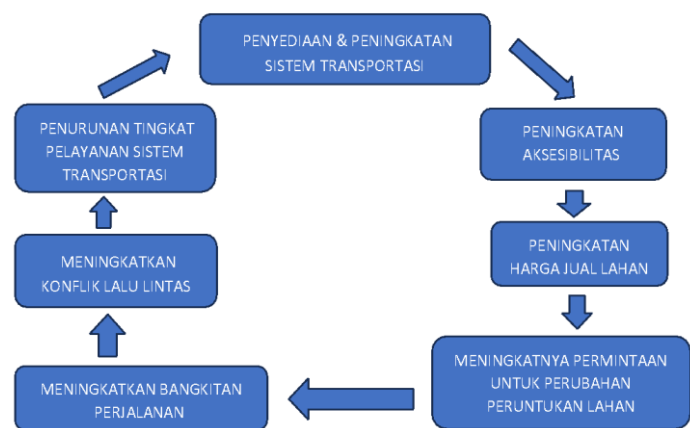 PENYEDIAAN & PENINGKATAN
SISTEM TRANSPORTASI
PENINGKATAN
AKSESIBILITAS
PENINGKATAN
HARGA JUAL LAHAN
MENINGKATNYA PERMINTAAN
UNTUK PERUBAHAN
PERUNTUKAN LAHAN
MENINGKATKAN BANGKITAN
PERJALANAN
MENINGKATKAN
KONFLIK LALU LINTAS
PENURUNAN TINGKAT
PELAYANAN SISTEM
TRANSPORTASI